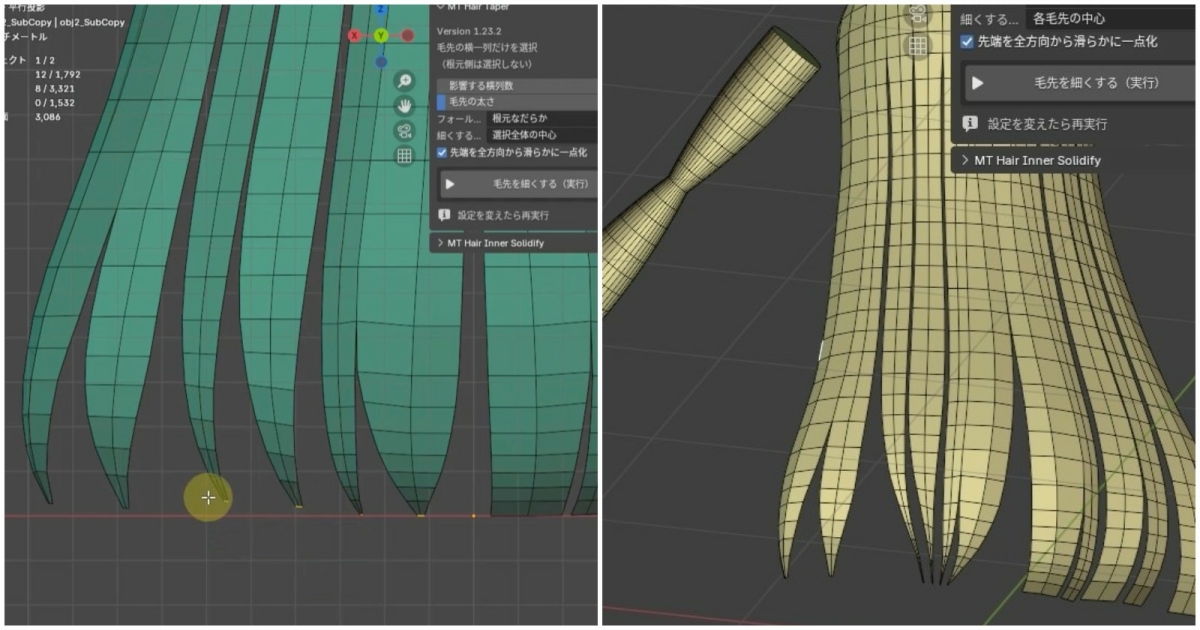 平行投影
_SubCopy | obj2_SubCopy
チメートル
ェクト 1 / 2
12 / 1,792
8 / 3,321
0 / 1,532
3,086
Z
X
Y
MT Hair Taper
Version 1.23.2
毛先の横一列だけを選択
（根元側は選択しない）
影響する横列数
毛先の太さ
フォール... 根元なだらか
細くする... 選択全体の中心
先端を全方向から滑らかに一点化
毛先を細くする（実行）
設定を変えたら再実行
MT Hair Inner Solidify
細くする... 各毛先の中心
先端を全方向から滑らかに一点化
毛先を細くする（実行）
設定を変えたら再実行
MT Hair Inner Solidify